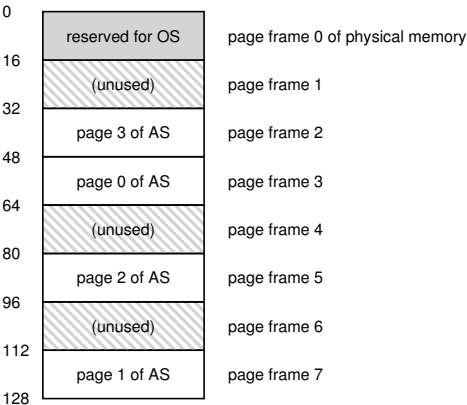 0
reserved for OS page frame 0 of physical memory
16
(unused) page frame 1
32
page 3 of AS page frame 2
48
page 0 of AS page frame 3
64
(unused) page frame 4
80
page 2 of AS page frame 5
96
(unused) page frame 6
112
page 1 of AS page frame 7
128